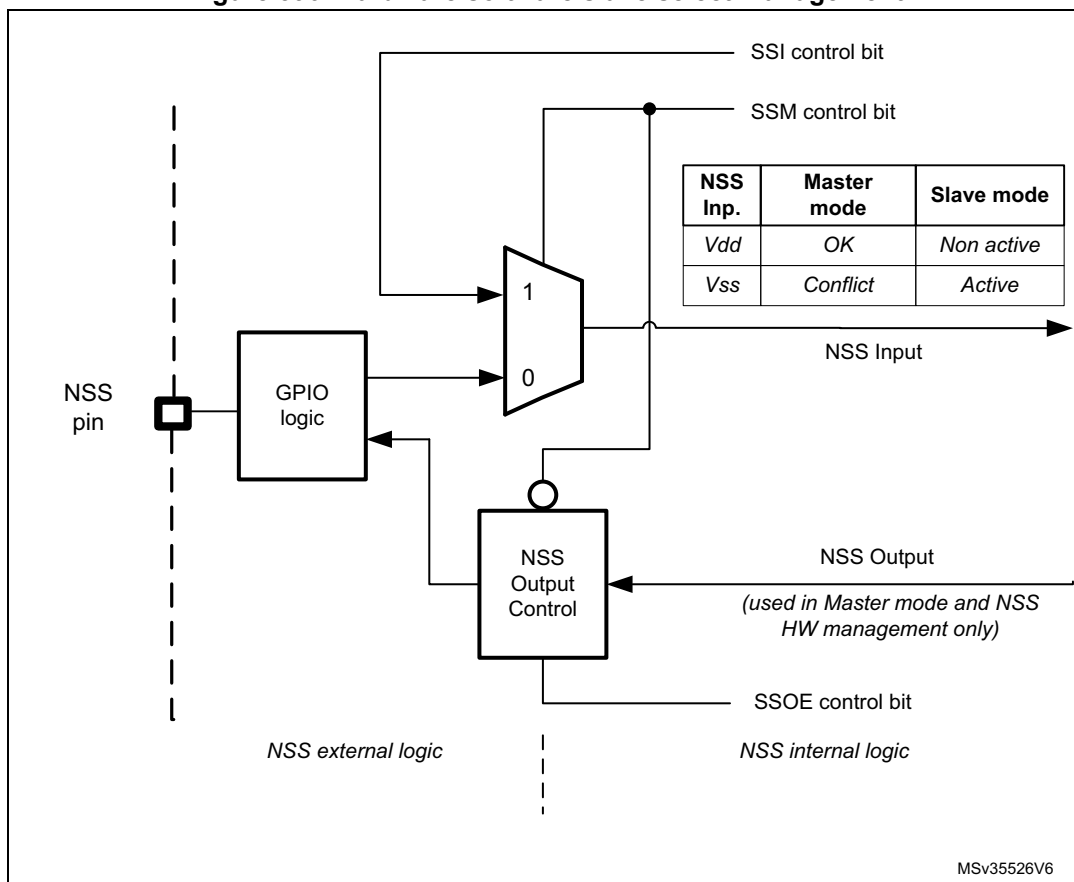 SSI control bit
SSM control bit
NSS Inp.
Master mode
Slave mode
Vdd
OK
Non active
Vss
Conflict
Active
1
0
NSS Input
NSS
pin
GPIO
logic
NSS
Output
Control
NSS Output
(used in Master mode and NSS
HW management only)
SSOE control bit
NSS external logic
NSS internal logic
MSv35526V6